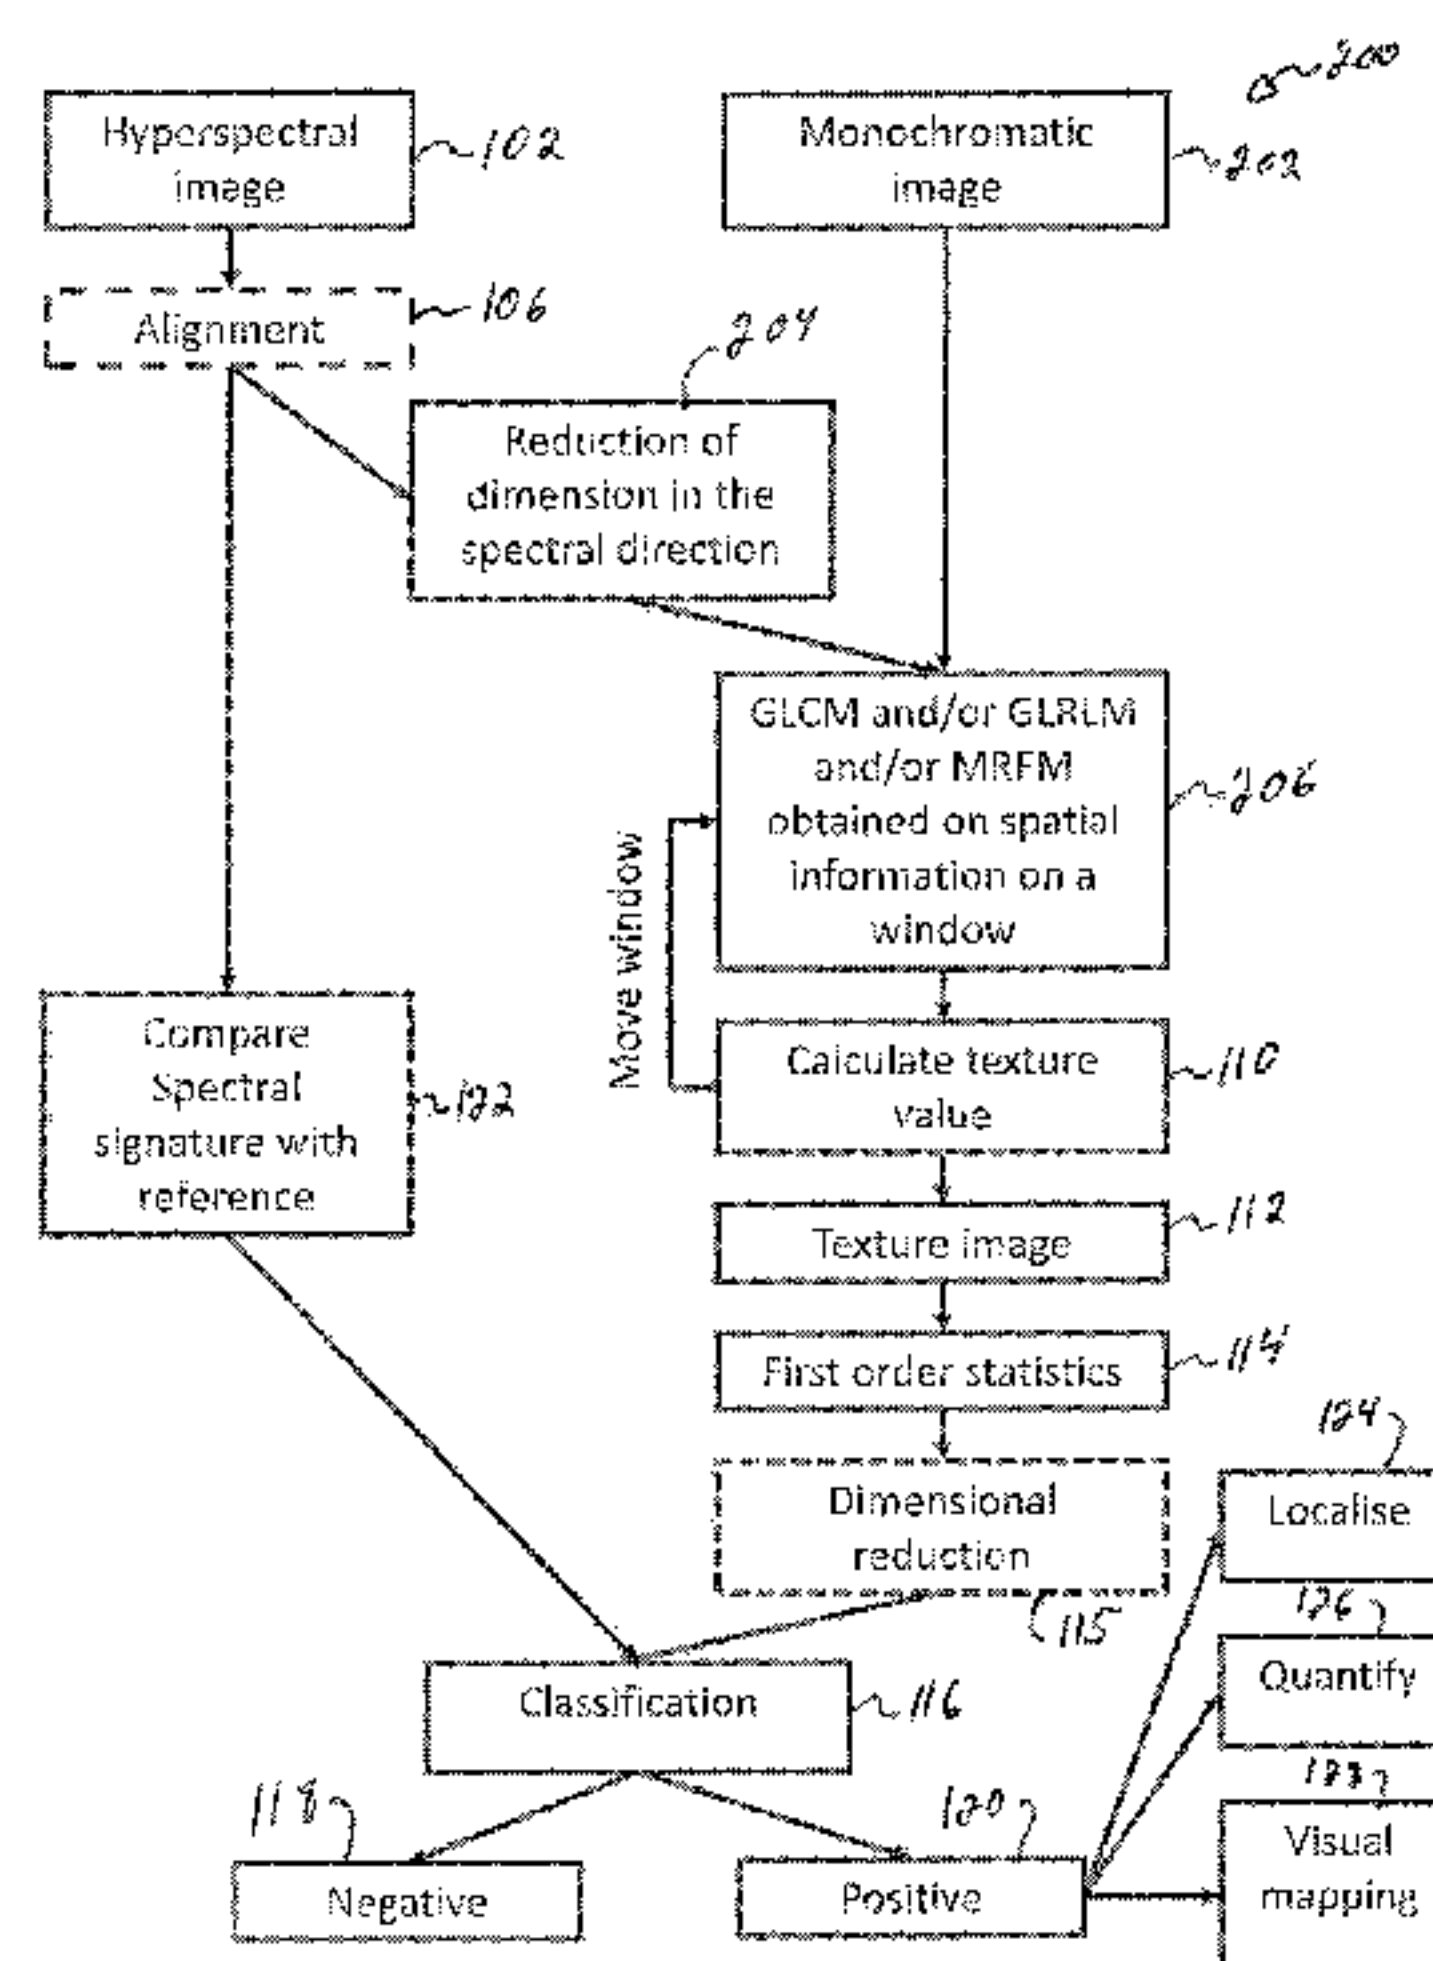 200
Hyperspectral
image
102
Monochromatic
image
202
Alignment
106
204
Reduction of
dimension in the
spectral direction
GLCM and/or GLRLM
and/or MRFM
obtained on spatial
information on a
window
206
Move window
Compare
Spectral
signature with
reference
122
Calculate texture
value
110
Texture image
112
First order statistics
114
124
Localise
Dimensional
reduction
115
126
Quantify
Classification
116
Visual
mapping
118
Negative
120
Positive